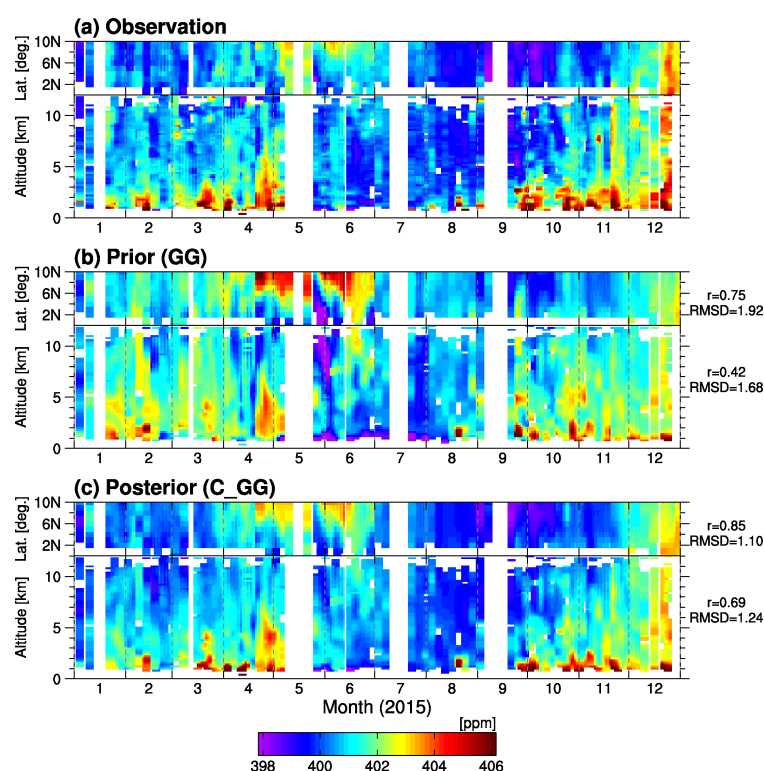 (a) Observation
10N
6N
2N
Lat. [deg.]
10
5
0
Altitude [km]
1 2 3 4 5 6 7 8 9 10 11 12
(b) Prior (GG)
10N
6N
2N
Lat. [deg.]
r=0.75
RMSD=1.92
10
5
0
Altitude [km]
r=0.42
RMSD=1.68
1 2 3 4 5 6 7 8 9 10 11 12
(c) Posterior (C_GG)
10N
6N
2N
Lat. [deg.]
r=0.85
RMSD=1.10
10
5
0
Altitude [km]
r=0.69
RMSD=1.24
1 2 3 4 5 6 7 8 9 10 11 12
Month (2015)
[ppm]
398 400 402 404 406